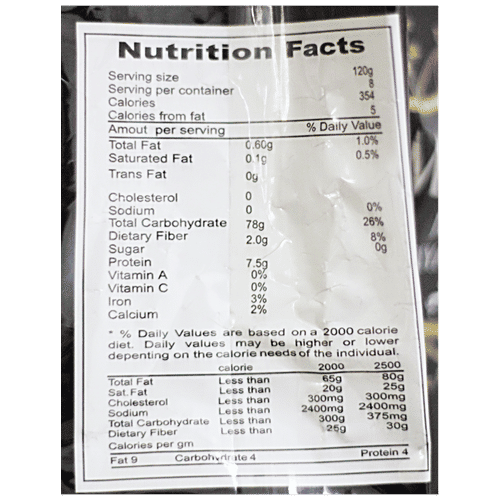 Nutrition Facts
Serving size 120g
Serving per container 8
Calories 354
Calories from fat 5
Amout per serving % Daily Value
Total Fat 0.60g 1.0%
Saturated Fat 0.1g 0.5%
Trans Fat 0g
Cholesterol 0
Sodium 0 0%
Total Carbohydrate 78g 26%
Dietary Fiber 2.0g 8%
Sugar 0g
Protein 7.5g
Vitamin A 0%
Vitamin C 0%
Iron 3%
Calcium 2%
* % Daily Values are based on a 2000 calorie
diet. Daily values may be higher or lower
depenting on the calorie needs of the individual.
calorie 2000 2500
Total Fat Less than 65g 80g
Sat. Fat Less than 20g 25g
Cholesterol Less than 300mg 300mg
Sodium Less than 2400mg 2400mg
Total Carbohydrate Less than 300g 375mg
Dietary Fiber Less than 25g 30g
Calories per gm
Fat 9 Carbohydrate 4 Protein 4